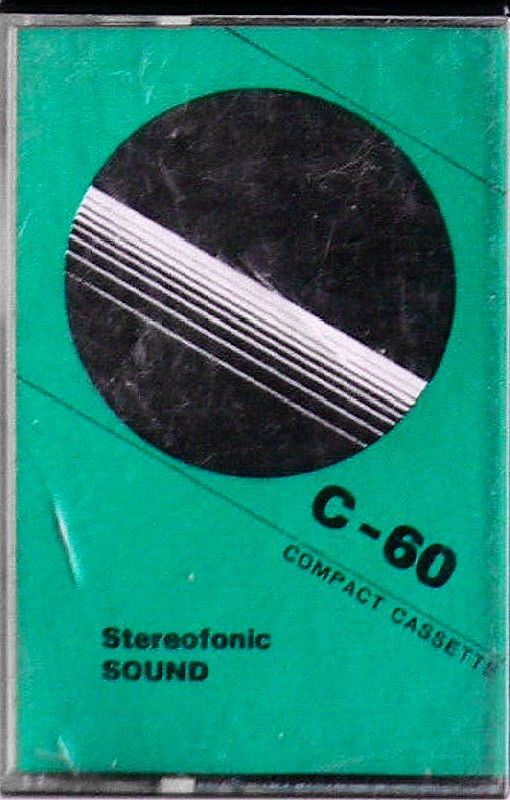 C-60
COMPACT CASSETTE
Stereofonic
SOUND